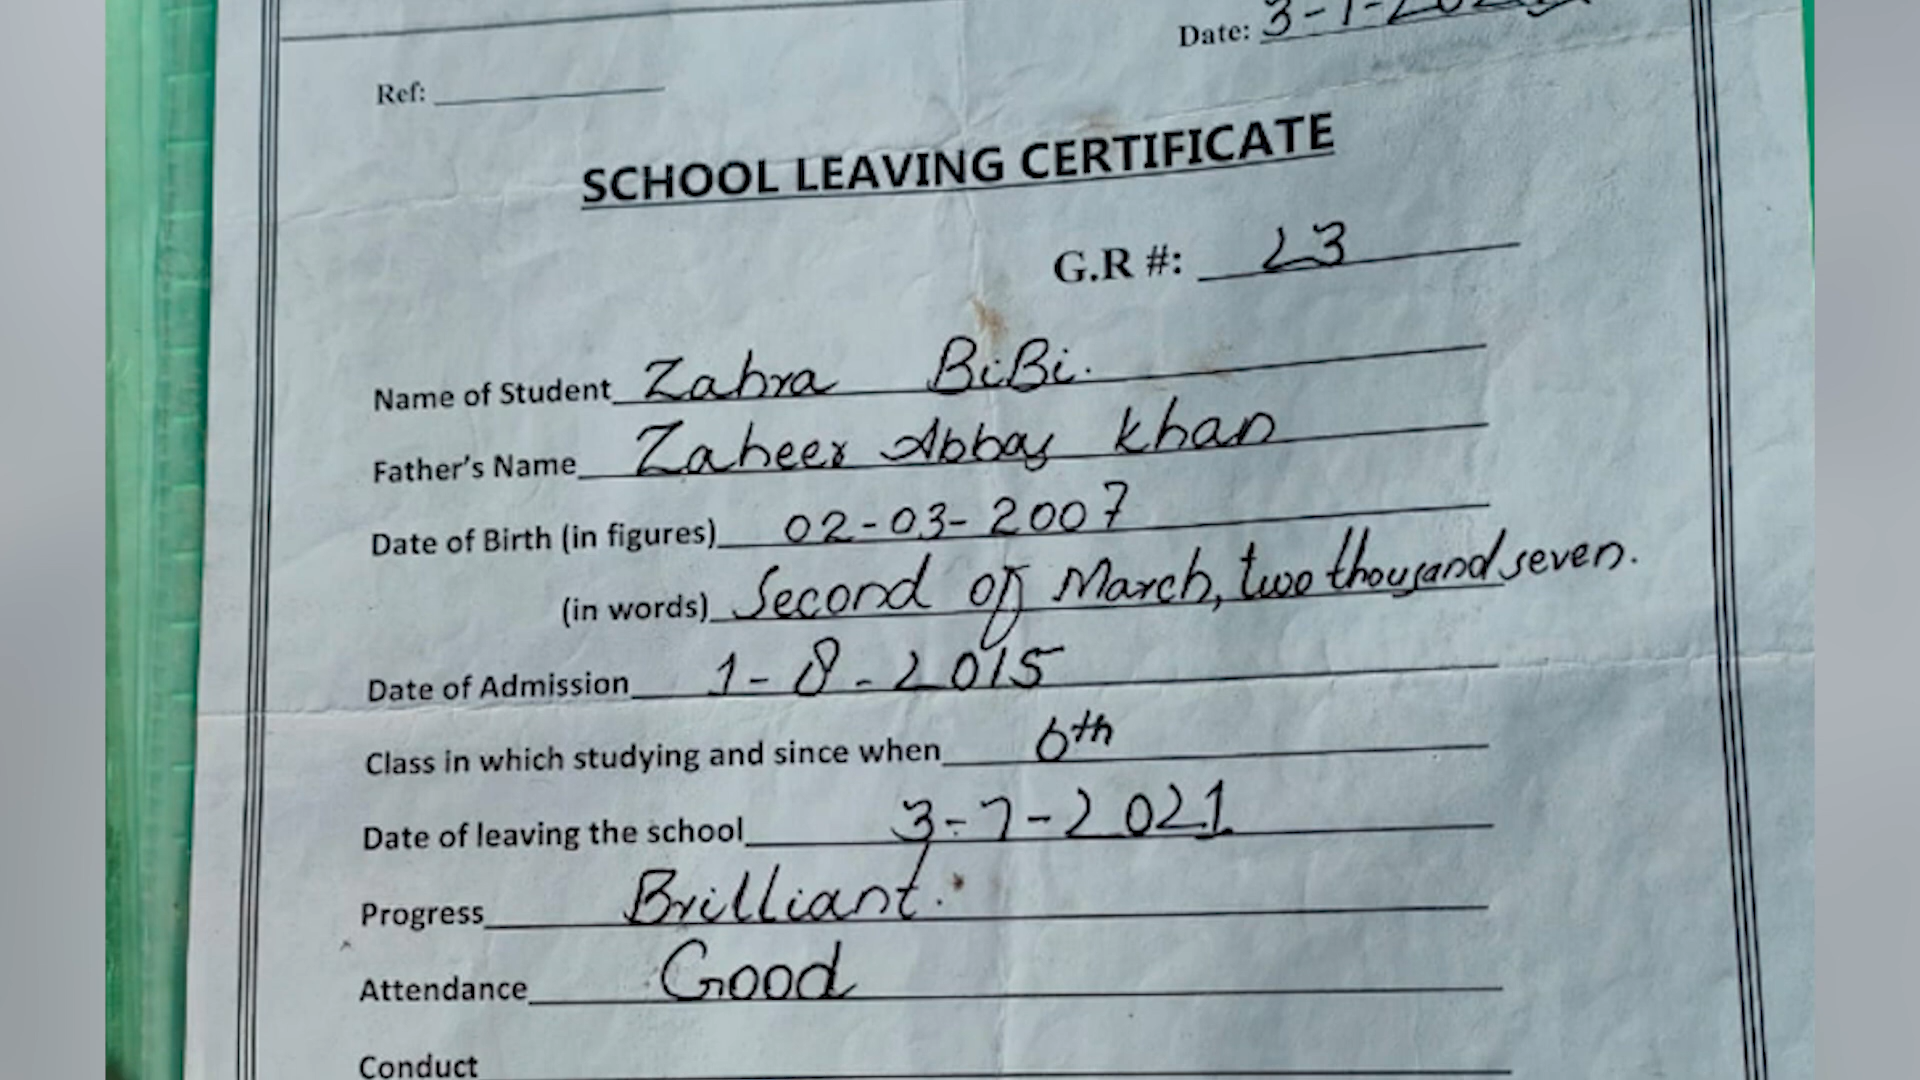 Date: 3-7-2021
Ref:
SCHOOL LEAVING CERTIFICATE
G.R #: 23
Name of Student Zahra BiBi.
Father's Name Zaheer Abbas Khan
Date of Birth (in figures) 02-03-2007
(in words) Second of March, two thousand seven.
Date of Admission 1-8-2015
Class in which studying and since when 6th
Date of leaving the school 3-7-2021
Progress Brilliant.
Attendance Good
Conduct